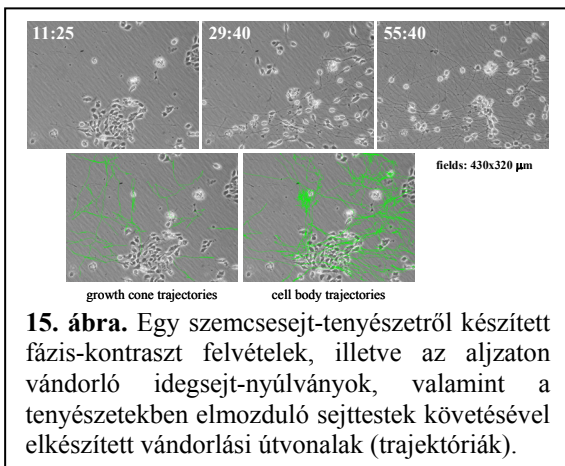 11:25
29:40
55:40
fields: 430x320 µm
growth cone trajectories
cell body trajectories
15. ábra. Egy szemcsesejt-tenyészetről készített
fázis-kontraszt felvételek, illetve az aljzaton
vándorló idegsejt-nyúlványok, valamint a
tenyészetekben elmozduló sejttestek követésével
elkészített vándorlási útvonalak (trajektóriák).